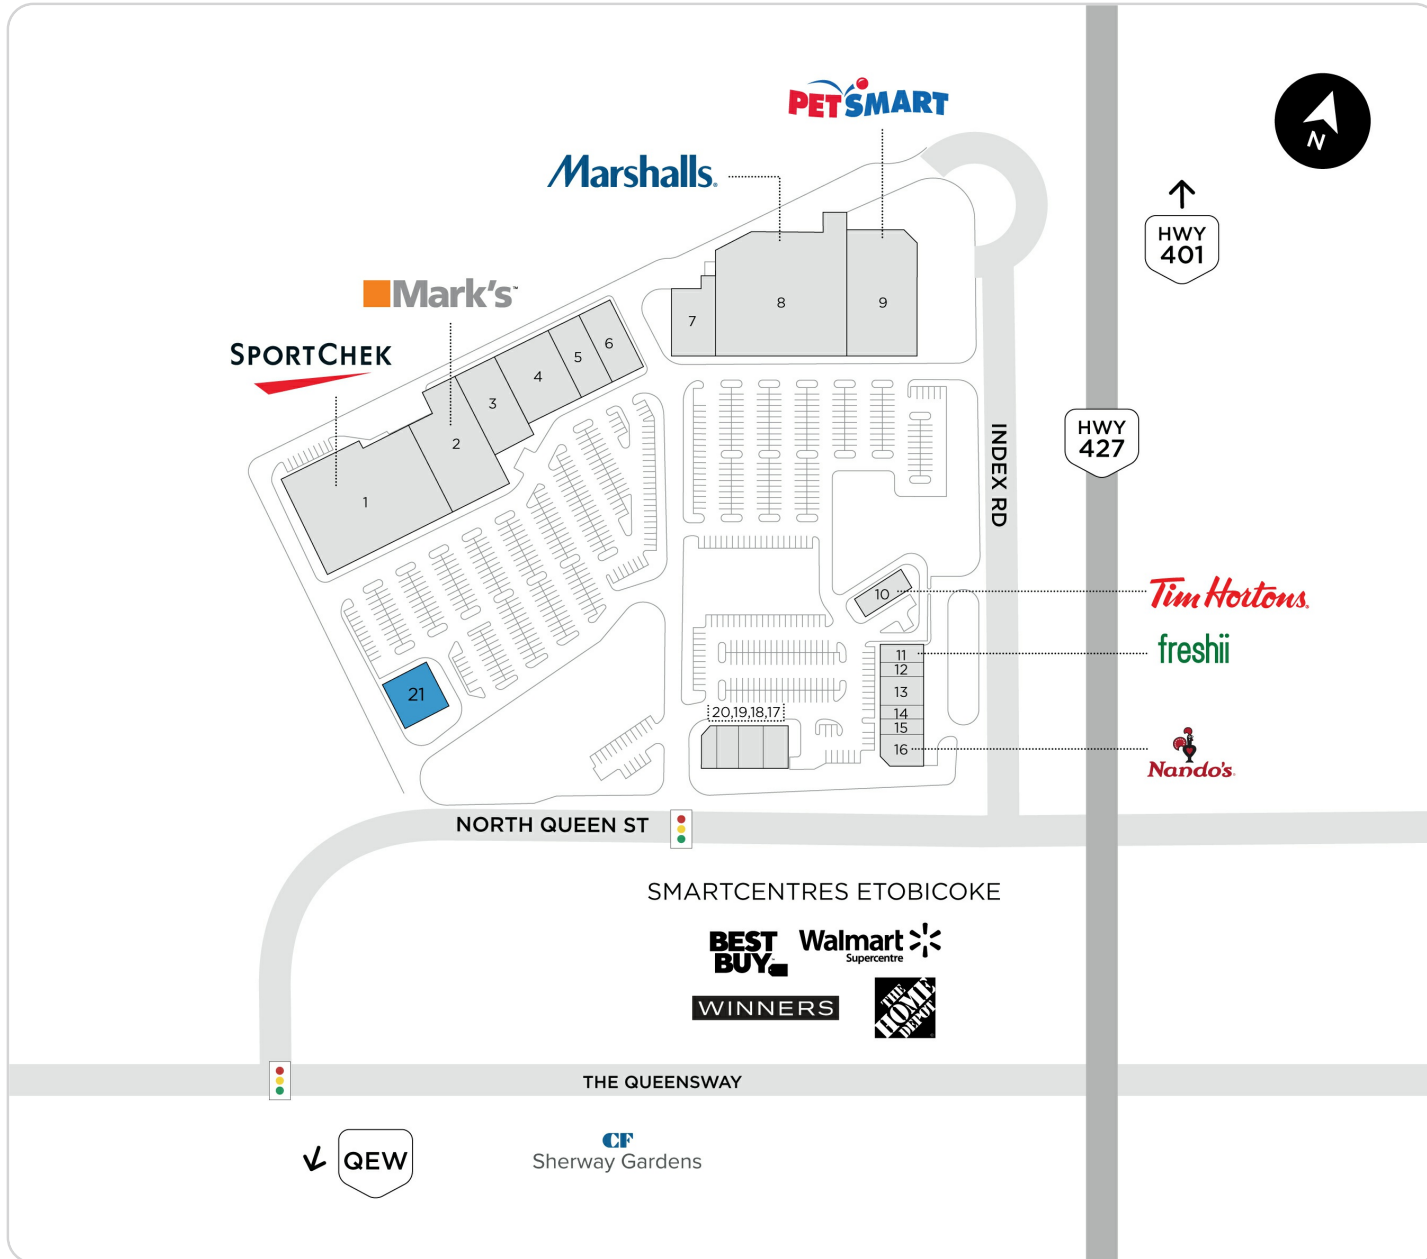 PETSMART
Marshalls.
N
HWY
401
Mark's™
SPORTCHEK
7
8
9
6
5
4
3
2
1
HWY
427
INDEX RD
10
Tim Hortons.
11
freshii
12
13
14
15
16
Nando's.
21
20,19,18,17
NORTH QUEEN ST
SMARTCENTRES ETOBICOKE
BEST
BUY™
Walmart
Supercentre
WINNERS
THE
HOME
DEPOT
THE QUEENSWAY
QEW
CF
Sherway Gardens